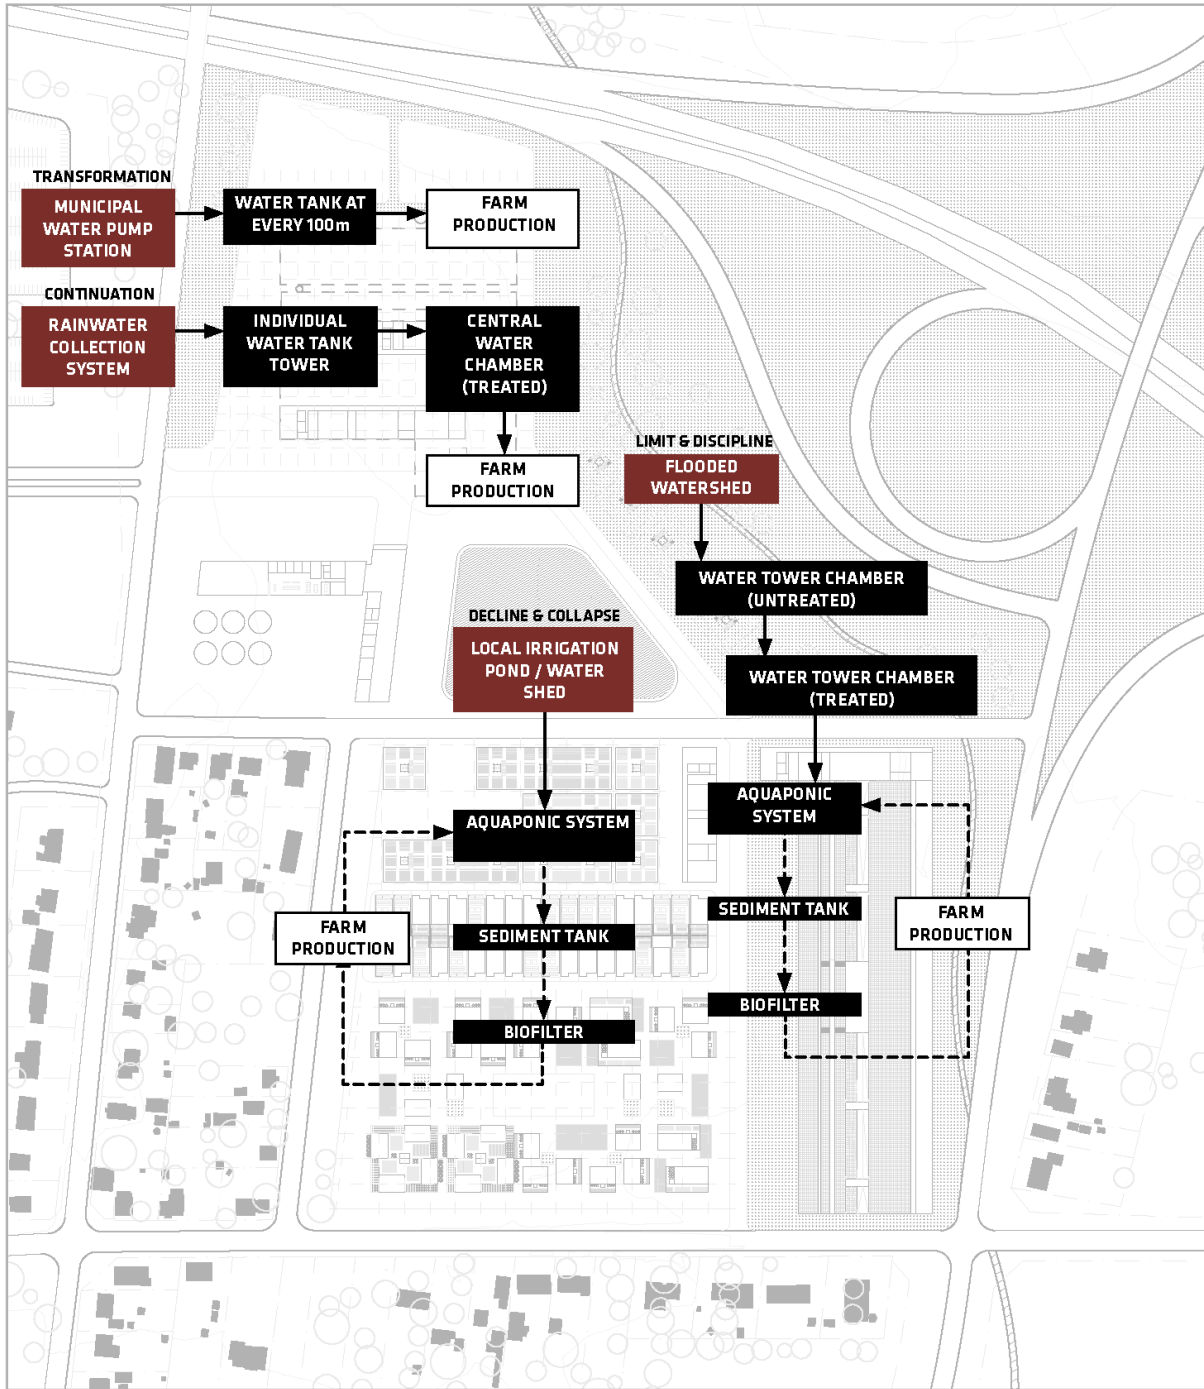 TRANSFORMATION
MUNICIPAL
WATER PUMP
STATION
WATER TANK AT
EVERY 100m
FARM
PRODUCTION
CONTINUATION
RAINWATER
COLLECTION
SYSTEM
INDIVIDUAL
WATER TANK
TOWER
CENTRAL
WATER
CHAMBER
(TREATED)
FARM
PRODUCTION
LIMIT & DISCIPLINE
FLOODED
WATERSHED
WATER TOWER CHAMBER
(UNTREATED)
WATER TOWER CHAMBER
(TREATED)
AQUAPONIC
SYSTEM
SEDIMENT TANK
BIOFILTER
FARM
PRODUCTION
DECLINE & COLLAPSE
LOCAL IRRIGATION
POND / WATER
SHED
AQUAPONIC SYSTEM
SEDIMENT TANK
BIOFILTER
FARM
PRODUCTION